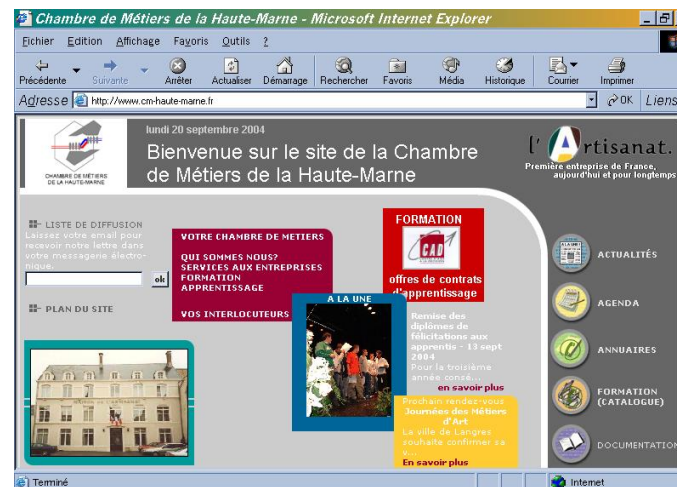 Chambre de Métiers de la Haute-Marne - Microsoft Internet Explorer
Fichier Edition Affichage Favoris Outils ?
Précédente Suivante Arrêter Actualiser Démarrage Rechercher Favoris Média Historique Courrier Imprimer
Adresse http://www.cm-haute-marne.fr OK Liens
lundi 20 septembre 2004
Bienvenue sur le site de la Chambre
de Métiers de la Haute-Marne
CHAMBRE DE METIERS
DE LA HAUTE-MARNE
l'Artisanat.
Première entreprise de France,
aujourd'hui et pour longtemps
LISTE DE DIFFUSION
Laissez votre email pour
recevoir notre lettre dans
votre messagerie électro-
nique.
ok
PLAN DU SITE
VOTRE CHAMBRE DE METIERS
QUI SOMMES NOUS?
SERVICES AUX ENTREPRISES
FORMATION
APPRENTISSAGE
VOS INTERLOCUTEURS
FORMATION
CAD
offres de contrats
d'apprentissage
A LA UNE
Remise des
diplômes de
félicitations aux
apprentis - 13 sept
2004
Pour la troisième
année consé...
en savoir plus
Prochain rendez-vous
Journées des Métiers
d'Art
La ville de Langres
souhaite confirmer sa
v...
En savoir plus
A LA UNE
ACTUALITÉS
AGENDA
ANNUAIRES
FORMATION
(CATALOGUE)
DOCUMENTATION
Terminé Internet